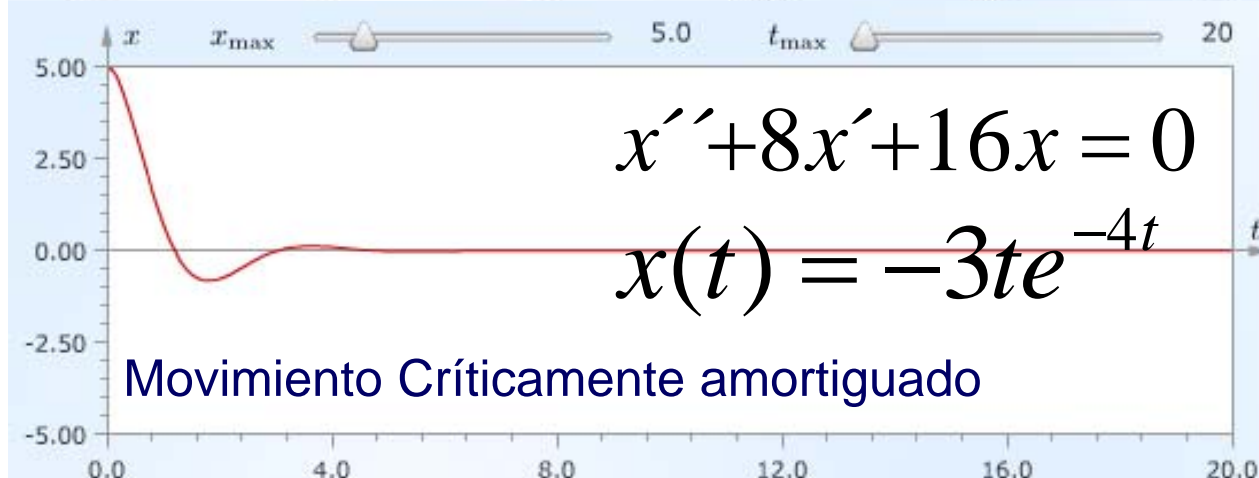 x x_max 5.0 t_max 20
5.00
x´´+8x´+16x = 0
2.50
x(t) = −3te^{−4t}
0.00 t
-2.50
Movimiento Críticamente amortiguado
-5.00
0.0 4.0 8.0 12.0 16.0 20.0